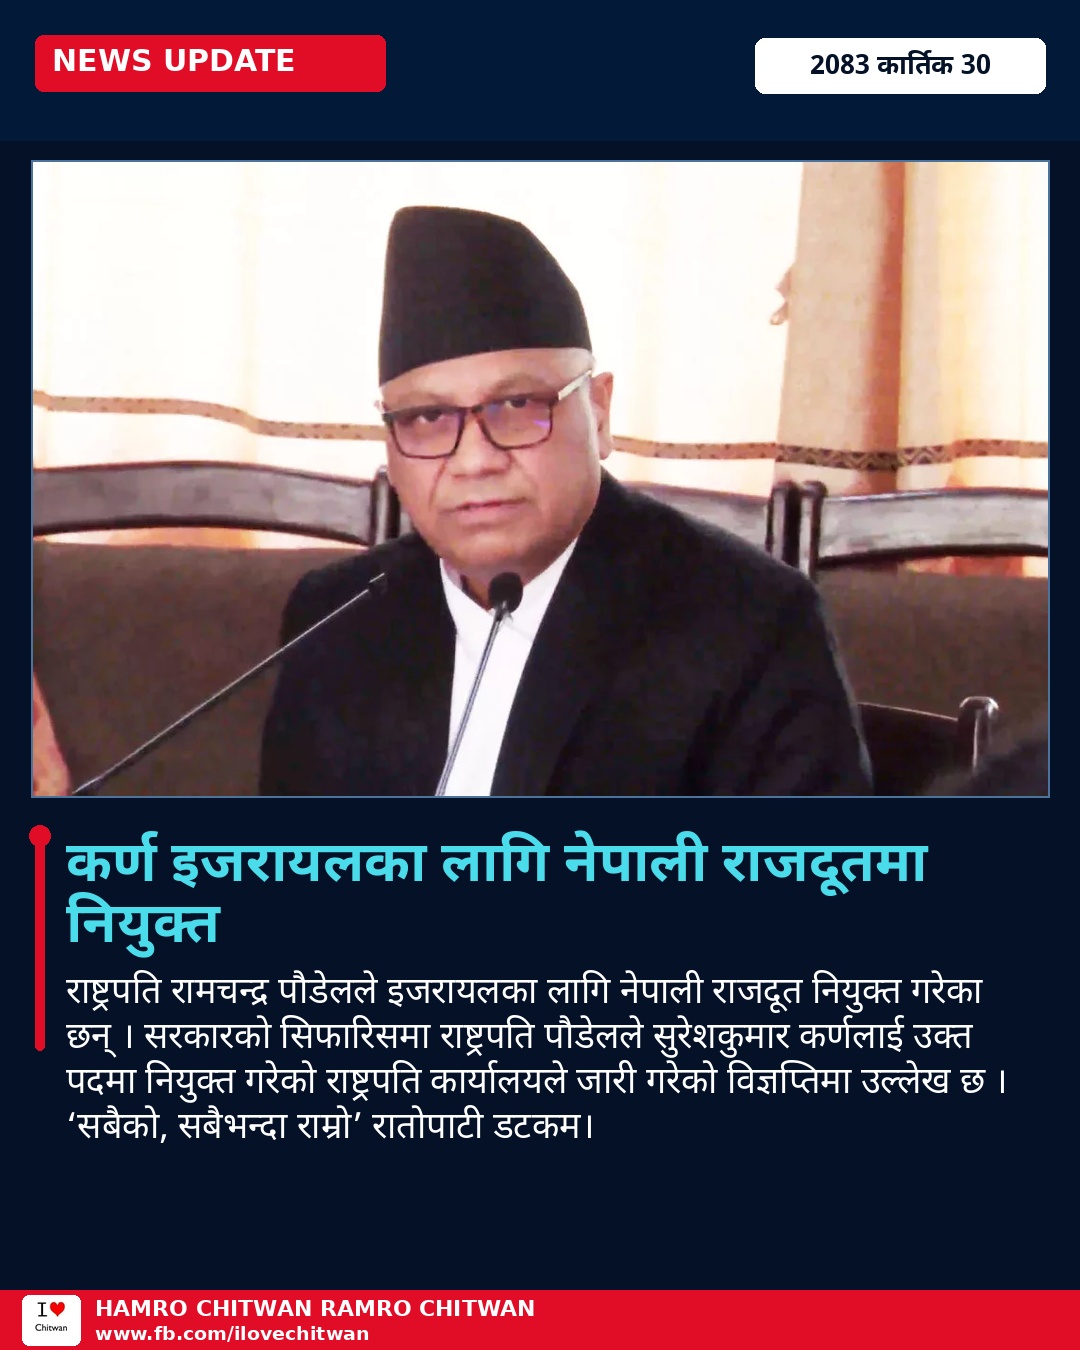 NEWS UPDATE
2083 कार्तिक 30
कर्ण इजरायलका लागि नेपाली राजदूतमा
नियुक्त
राष्ट्रपति रामचन्द्र पौडेलले इजरायलका लागि नेपाली राजदूत नियुक्त गरेका
छन् । सरकारको सिफारिसमा राष्ट्रपति पौडेलले सुरेशकुमार कर्णलाई उक्त
पदमा नियुक्त गरेको राष्ट्रपति कार्यालयले जारी गरेको विज्ञप्तिमा उल्लेख छ ।
‘सबैको, सबैभन्दा राम्रो’ रातोपाटी डटकम।
I ♥
Chitwan
HAMRO CHITWAN RAMRO CHITWAN
www.fb.com/ilovechitwan